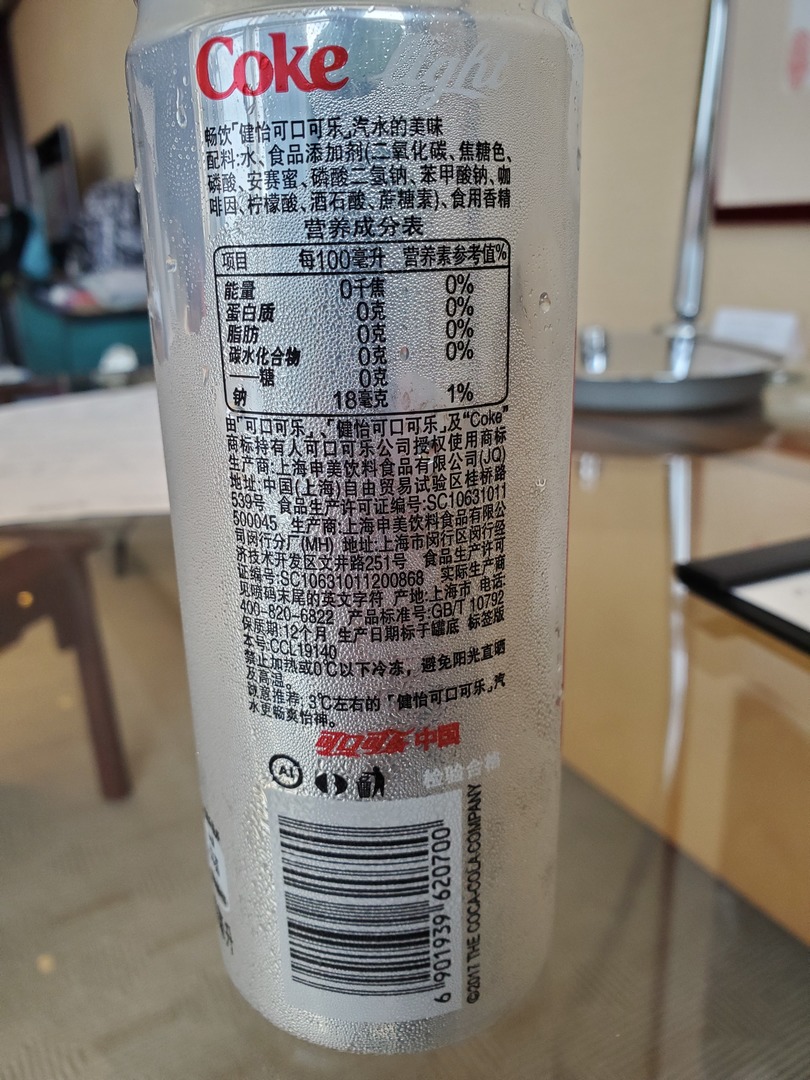 Coke Light
畅饮「健怡可口可乐」汽水的美味
配料:水、食品添加剂(二氧化碳、焦糖色、
磷酸、安赛蜜、磷酸二氢钠、苯甲酸钠、咖
啡因、柠檬酸、酒石酸、蔗糖素)、食用香精
营养成分表
项目 每100毫升 营养素参考值%
能量 0千焦 0%
蛋白质 0克 0%
脂肪 0克 0%
碳水化合物 0克 0%
——糖 0克
钠 18毫克 1%
由「可口可乐」、「健怡可口可乐」及“Coke”
商标持有人可口可乐公司授权使用商标
生产商:上海申美饮料食品有限公司(JQ)
地址:中国(上海)自由贸易试验区桂桥路
539号 食品生产许可证编号:SC10631011
500045 生产商:上海申美饮料食品有限公
司闵行分厂(MH) 地址:上海市闵行区闵行经
济技术开发区文井路251号 食品生产许可
证编号:SC10631011200868 实际生产商
见喷码末尾的英文字符 产地:上海市 电话:
400-820-6822 产品标准号:GB/T 10792
保质期:12个月 生产日期标于罐底 标签版
本号:CCL19140
禁止加热或0℃以下冷冻，避免阳光直晒
及高温。
诚意推荐:3℃左右的「健怡可口可乐」汽
水更畅爽怡神。
中国
Al
检验合格
6 901939 620700
©2017 THE COCA-COLA COMPANY
升